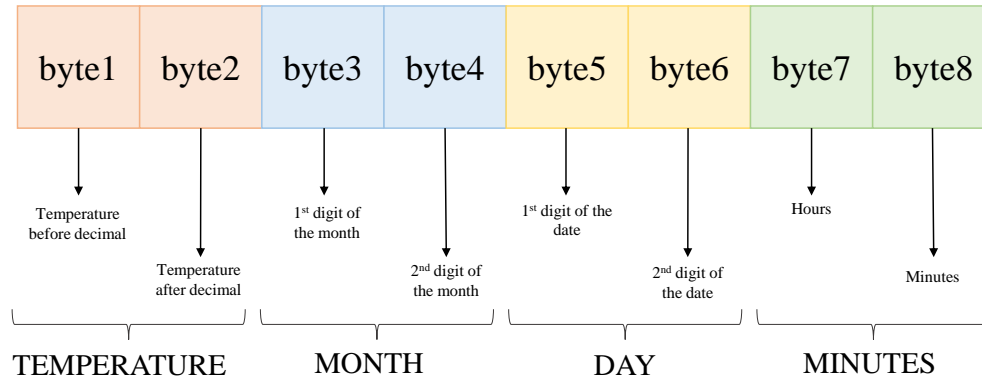 byte1 byte2 byte3 byte4 byte5 byte6 byte7 byte8
Temperature
before decimal
Temperature
after decimal
1st digit of
the month
2nd digit of
the month
1st digit of the
date
2nd digit of
the date
Hours
Minutes
TEMPERATURE MONTH DAY MINUTES